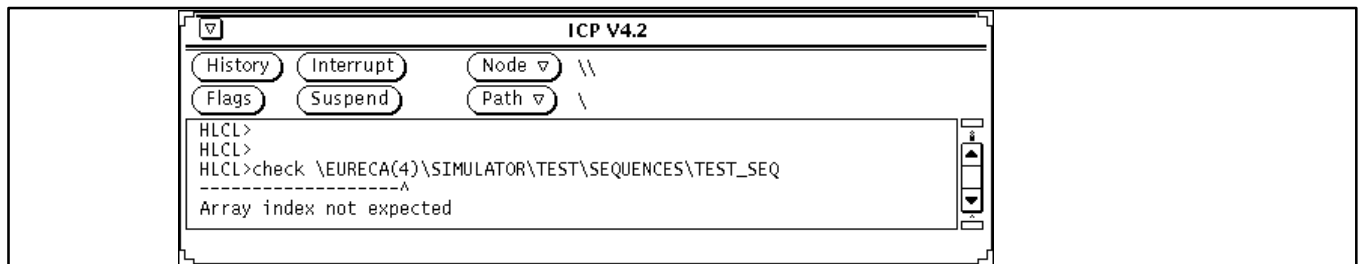 ICP V4.2
History Interrupt Node ▽ \\
Flags Suspend Path ▽ \
HLCL>
HLCL>
HLCL>check \EURECA(4)\SIMULATOR\TEST\SEQUENCES\TEST_SEQ
-------------------^
Array index not expected